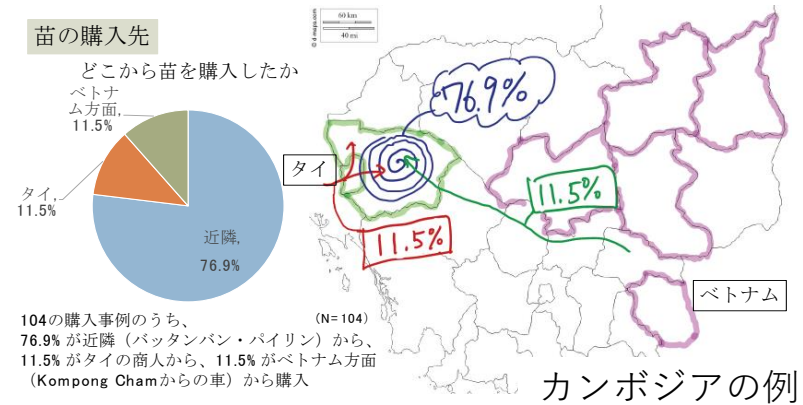 苗の購入先
どこから苗を購入したか
ベトナ
ム方面,
11.5%
タイ,
11.5%
近隣,
76.9%
104の購入事例のうち、 (N=104)
76.9% が近隣（バッタンバン・パイリン）から、
11.5% がタイの商人から、11.5% がベトナム方面
（Kompong Chamからの車）から購入
© d-maps.com
60 km
40 mi
76.9%
タイ
11.5%
11.5%
ベトナム
カンボジアの例